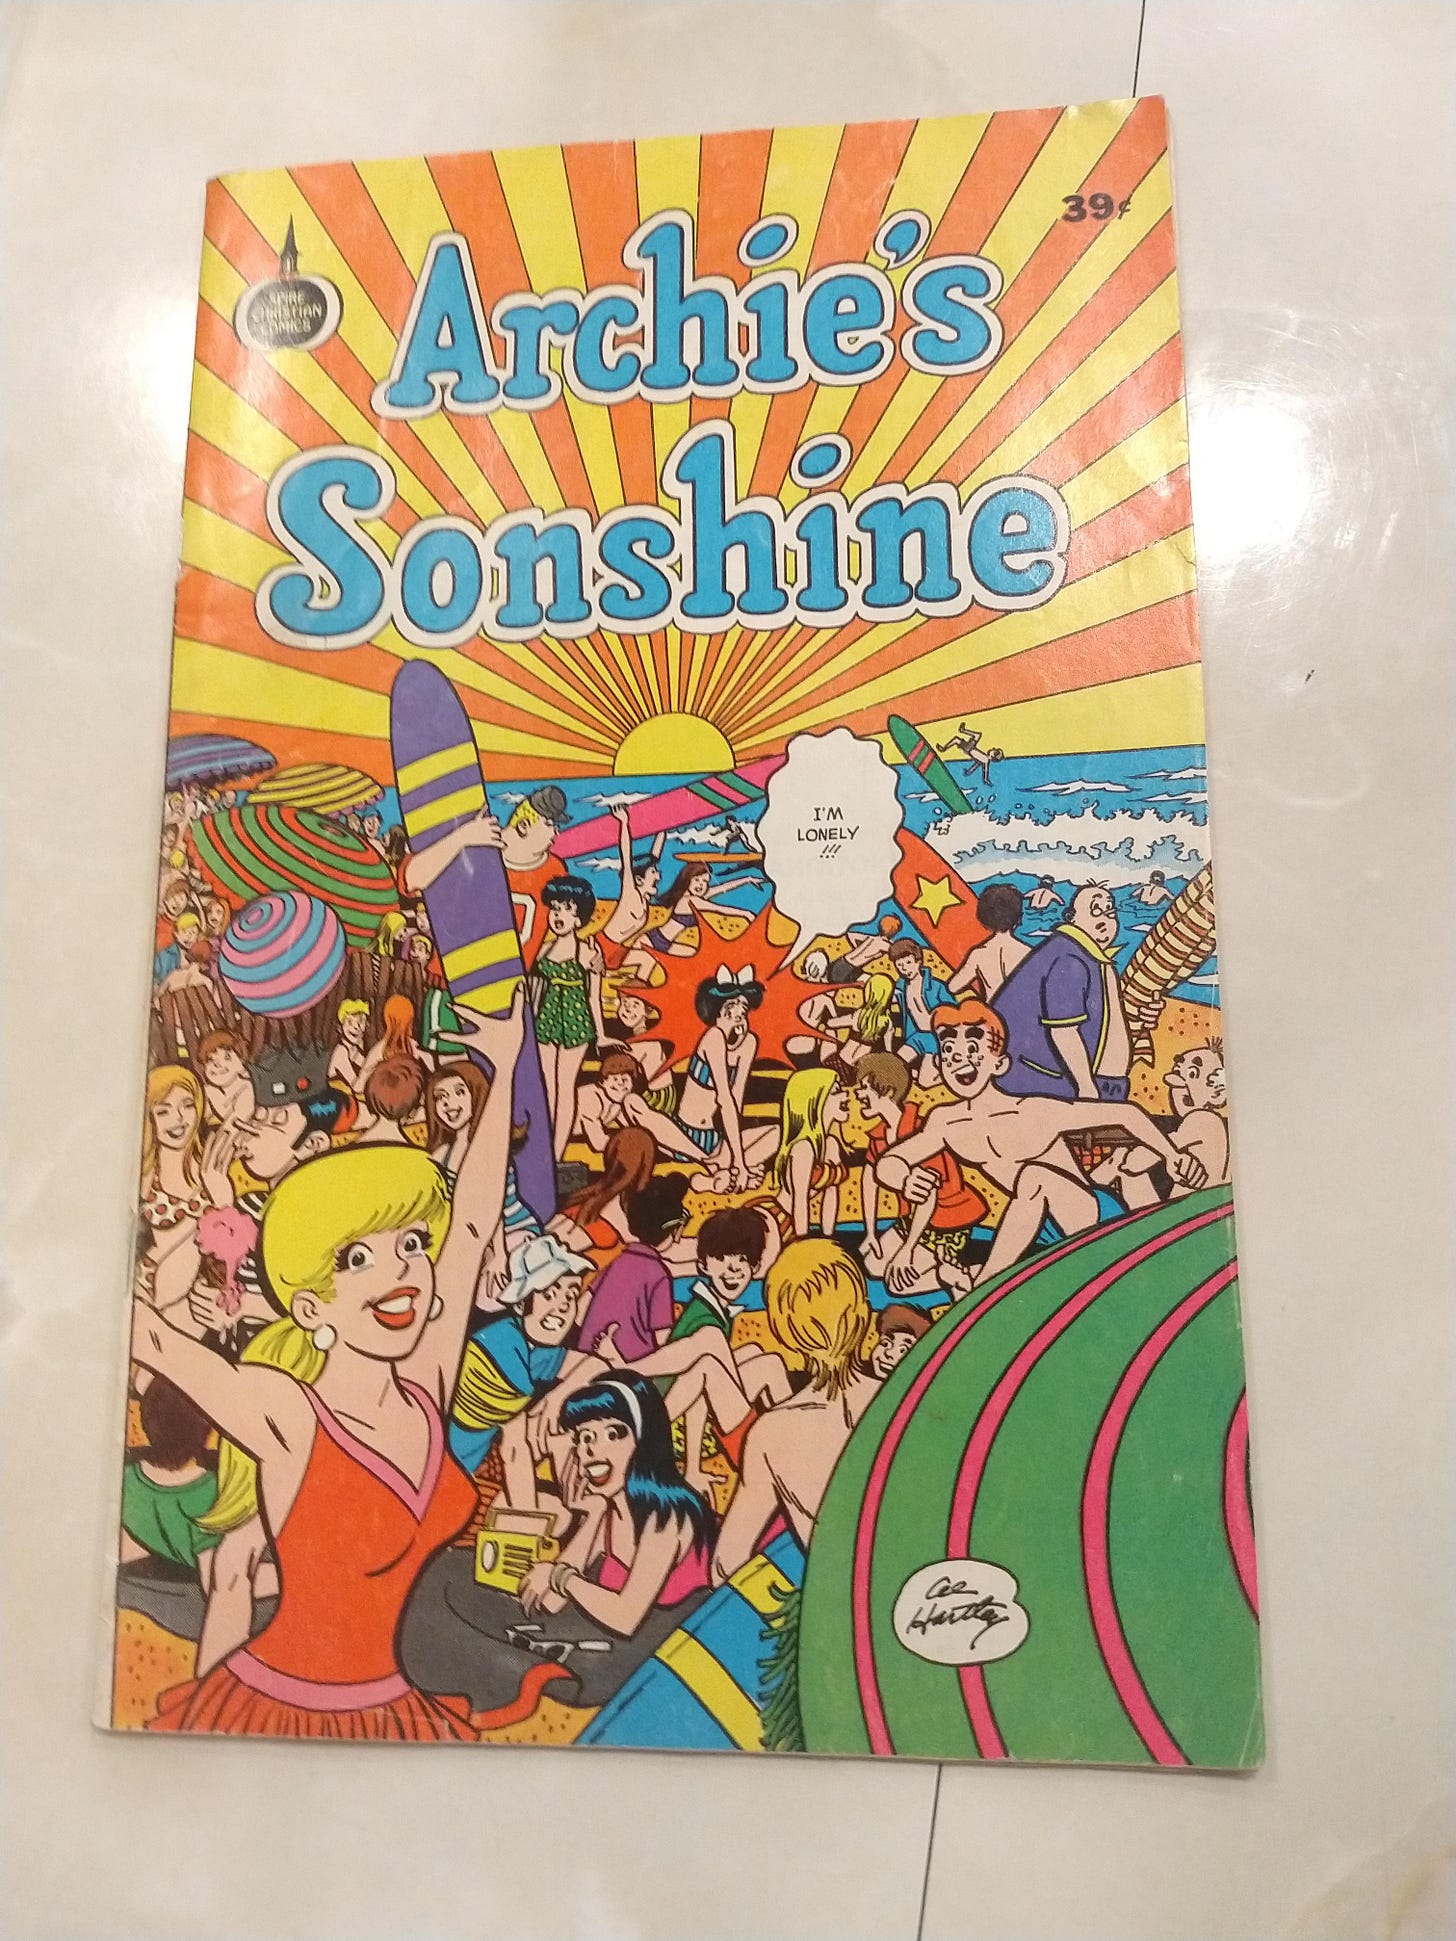 39¢
SPIRE
CHRISTIAN
COMICS
Archie's
Sonshine
I'M
LONELY
!!!
Al
Hartley